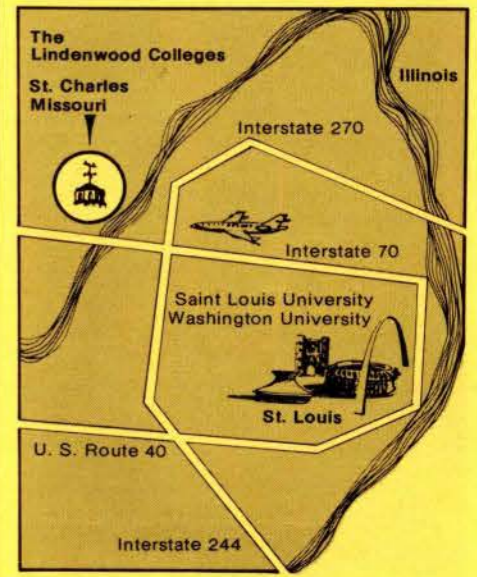 The
Lindenwood Colleges
St. Charles
Missouri
Illinois
Interstate 270
Interstate 70
Saint Louis University
Washington University
St. Louis
U. S. Route 40
Interstate 244